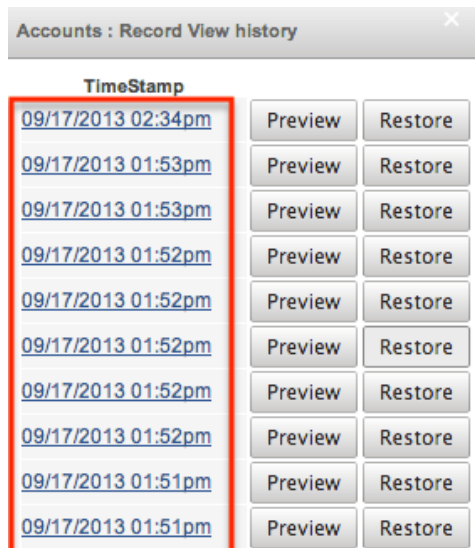 Accounts : Record View history
TimeStamp
09/17/2013 02:34pm Preview Restore
09/17/2013 01:53pm Preview Restore
09/17/2013 01:53pm Preview Restore
09/17/2013 01:52pm Preview Restore
09/17/2013 01:52pm Preview Restore
09/17/2013 01:52pm Preview Restore
09/17/2013 01:52pm Preview Restore
09/17/2013 01:52pm Preview Restore
09/17/2013 01:51pm Preview Restore
09/17/2013 01:51pm Preview Restore